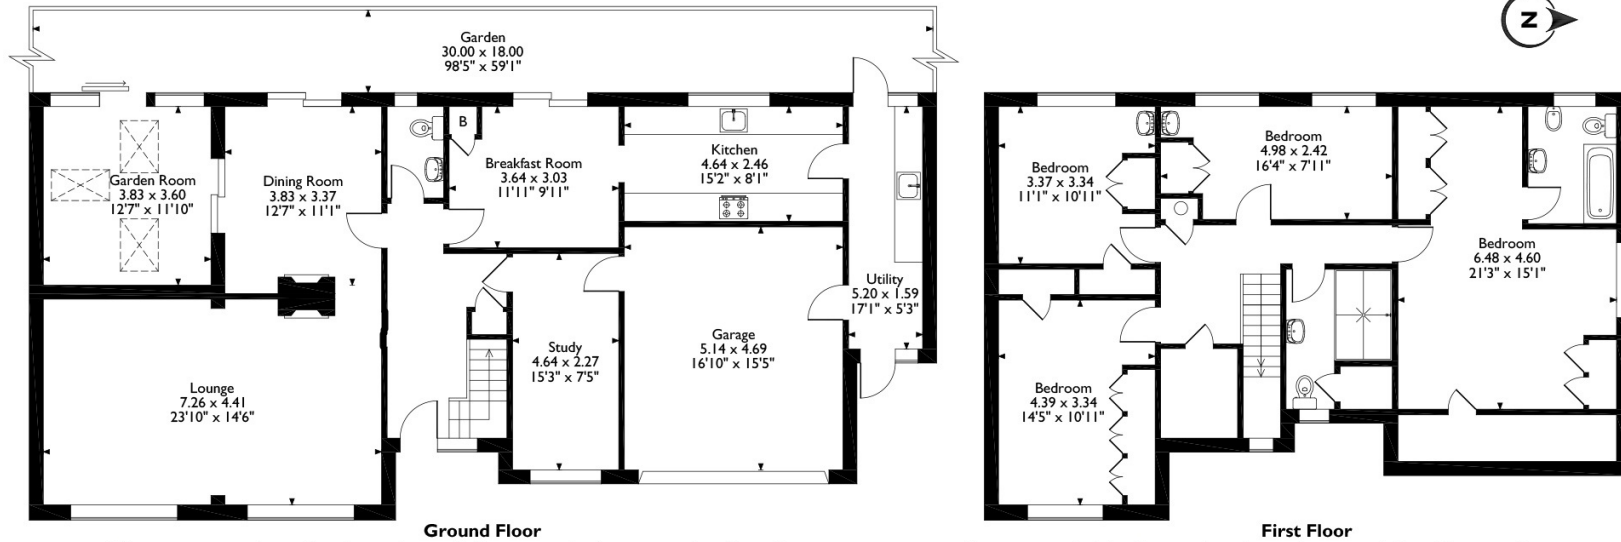 N
Garden
30.00 x 18.00
98'5" x 59'1"
Garden Room
3.83 x 3.60
12'7" x 11'10"
Dining Room
3.83 x 3.37
12'7" x 11'1"
B
Breakfast Room
3.64 x 3.03
11'11" 9'11"
Kitchen
4.64 x 2.46
15'2" x 8'1"
Utility
5.20 x 1.59
17'1" x 5'3"
Lounge
7.26 x 4.41
23'10" x 14'6"
Study
4.64 x 2.27
15'3" x 7'5"
Garage
5.14 x 4.69
16'10" x 15'5"
Ground Floor
Bedroom
3.37 x 3.34
11'1" x 10'11"
Bedroom
4.98 x 2.42
16'4" x 7'11"
Bedroom
6.48 x 4.60
21'3" x 15'1"
Bedroom
4.39 x 3.34
14'5" x 10'11"
First Floor